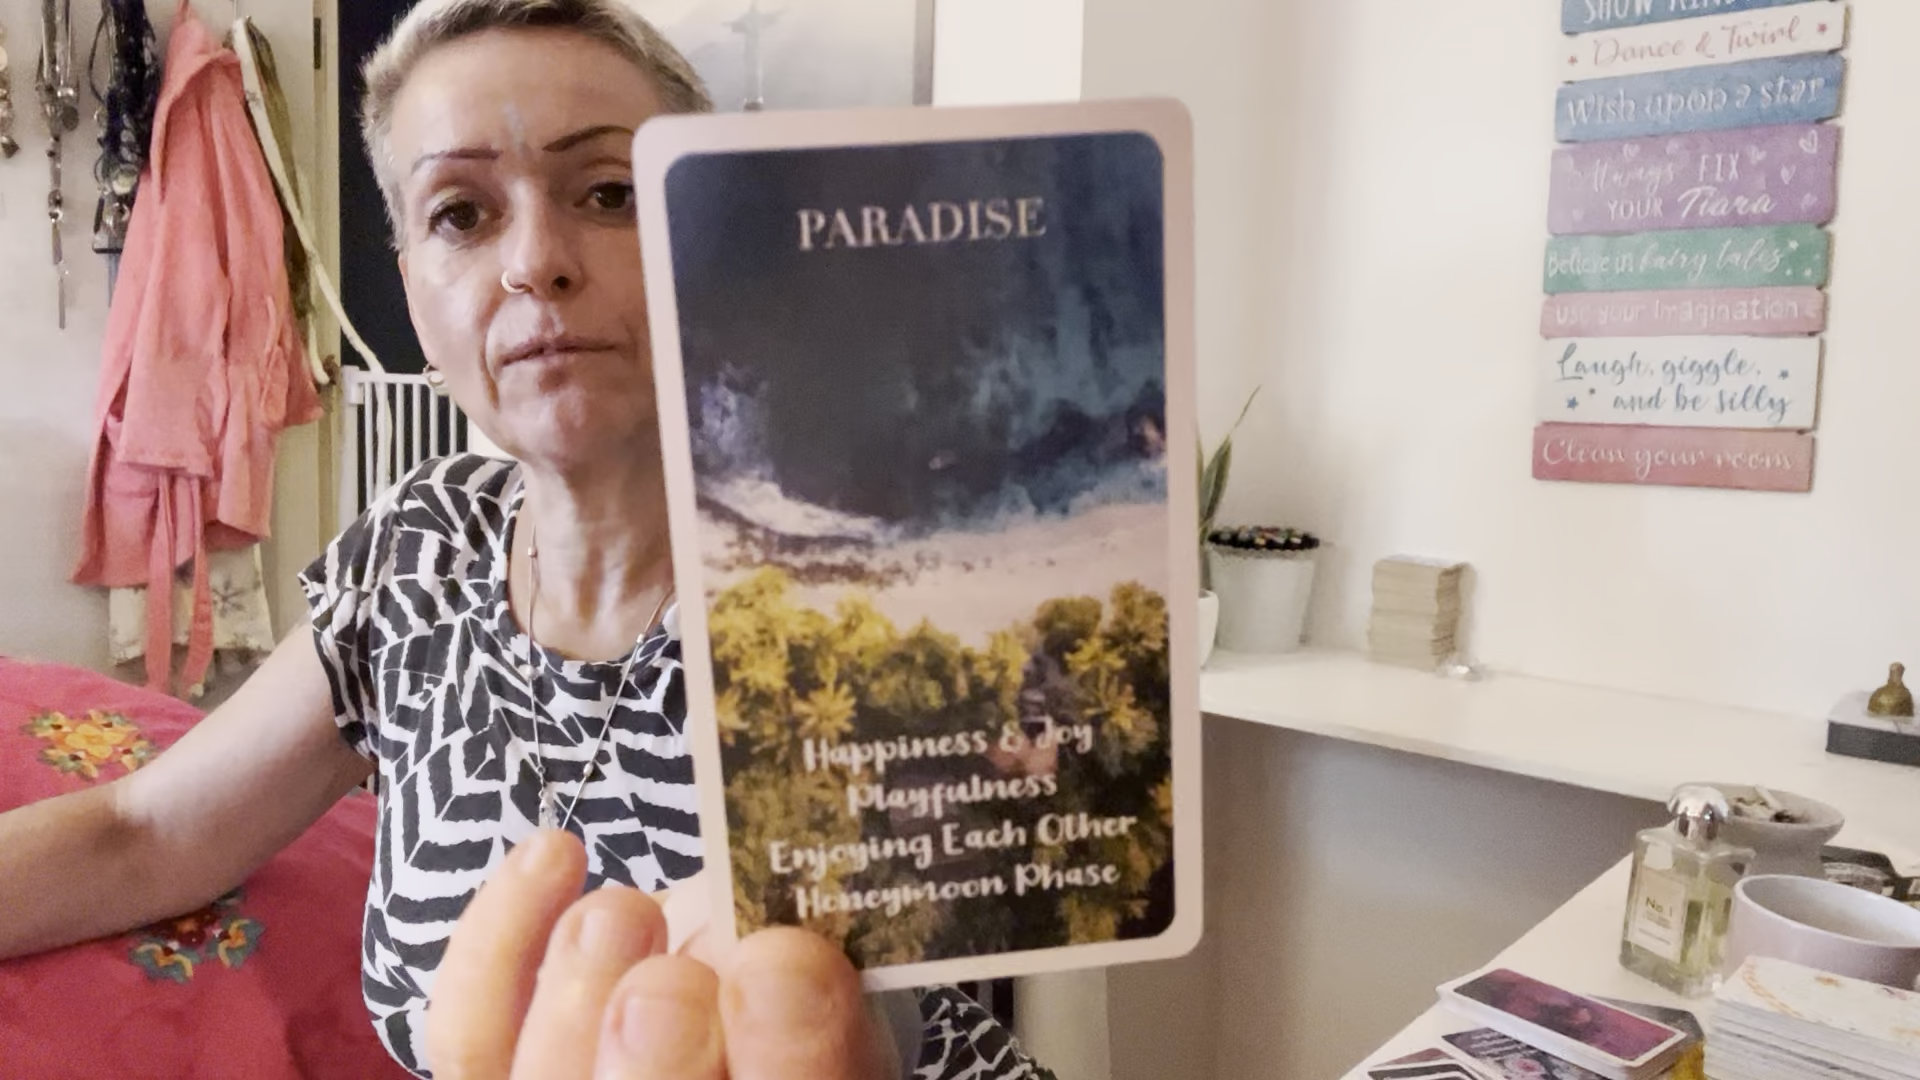 PARADISE
Happiness & Joy
Playfulness
Enjoying Each Other
Honeymoon Phase
Dance & Twirl
Wish upon a star
Always FIX
YOUR Tiara
Believe in fairy tales
use your Imagination
Laugh, giggle,
and be silly
Clean your room
No.1